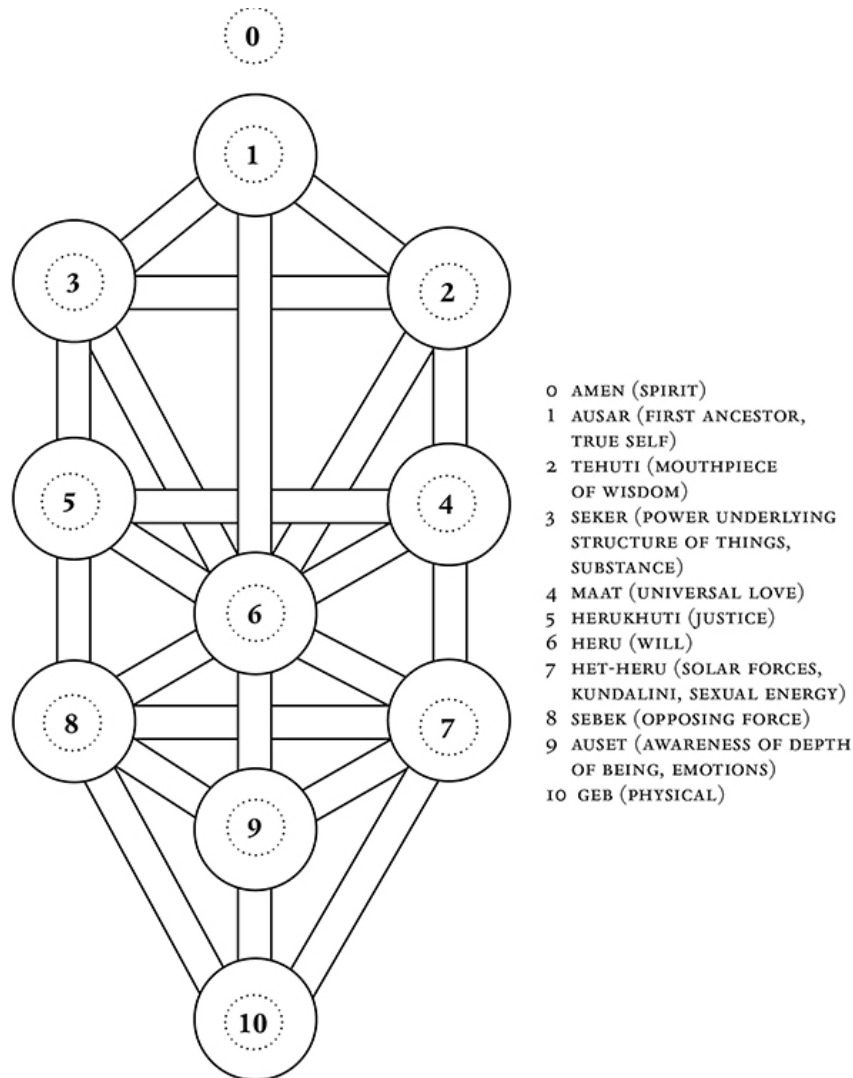 0
1
3
2
5
4
6
8
7
9
10
0 AMEN (SPIRIT)
1 AUSAR (FIRST ANCESTOR,
TRUE SELF)
2 TEHUTI (MOUTHPIECE
OF WISDOM)
3 SEKER (POWER UNDERLYING
STRUCTURE OF THINGS,
SUBSTANCE)
4 MAAT (UNIVERSAL LOVE)
5 HERUKHUTI (JUSTICE)
6 HERU (WILL)
7 HET-HERU (SOLAR FORCES,
KUNDALINI, SEXUAL ENERGY)
8 SEBEK (OPPOSING FORCE)
9 AUSET (AWARENESS OF DEPTH
OF BEING, EMOTIONS)
10 GEB (PHYSICAL)